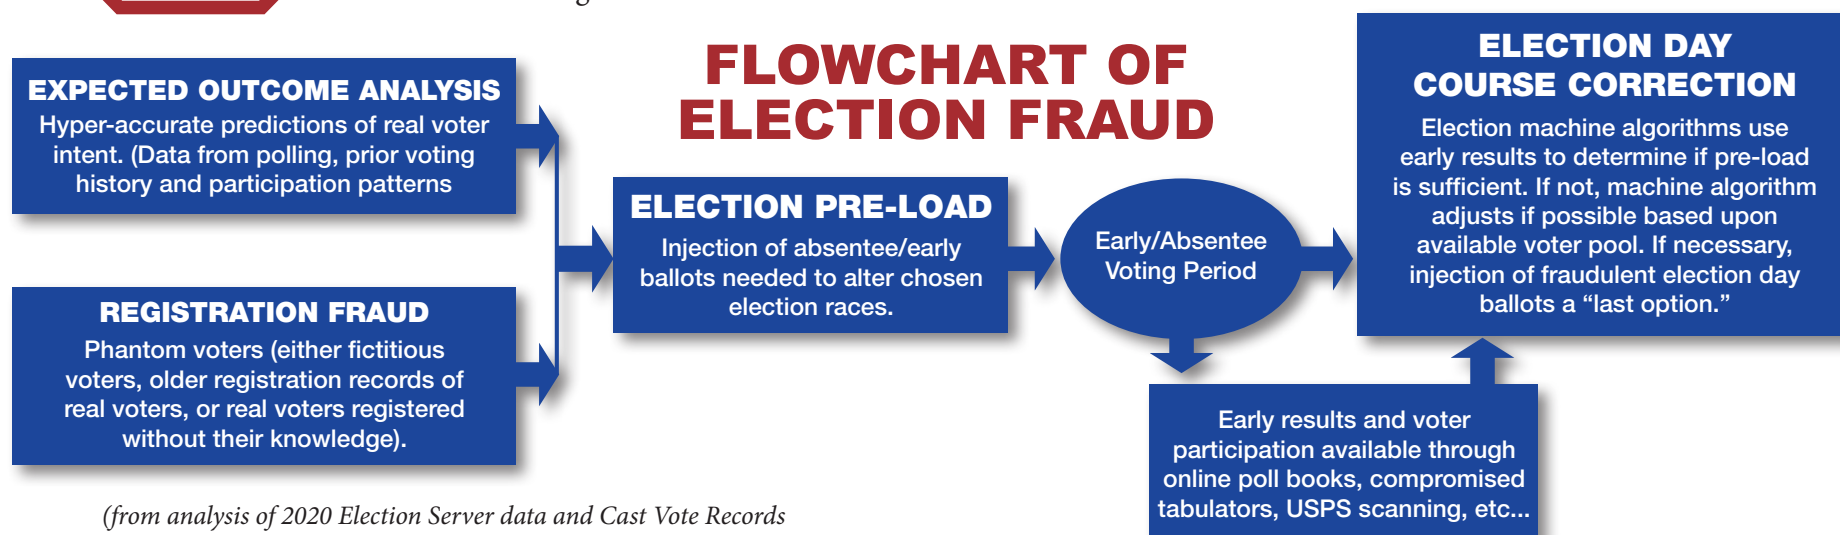 FLOWCHART OF
ELECTION FRAUD
EXPECTED OUTCOME ANALYSIS
Hyper-accurate predictions of real voter
intent. (Data from polling, prior voting
history and participation patterns
REGISTRATION FRAUD
Phantom voters (either fictitious
voters, older registration records of
real voters, or real voters registered
without their knowledge).
ELECTION PRE-LOAD
Injection of absentee/early
ballots needed to alter chosen
election races.
Early/Absentee
Voting Period
Early results and voter
participation available through
online poll books, compromised
tabulators, USPS scanning, etc...
ELECTION DAY
COURSE CORRECTION
Election machine algorithms use
early results to determine if pre-load
is sufficient. If not, machine algorithm
adjusts if possible based upon
available voter pool. If necessary,
injection of fraudulent election day
ballots a “last option.”
(from analysis of 2020 Election Server data and Cast Vote Records